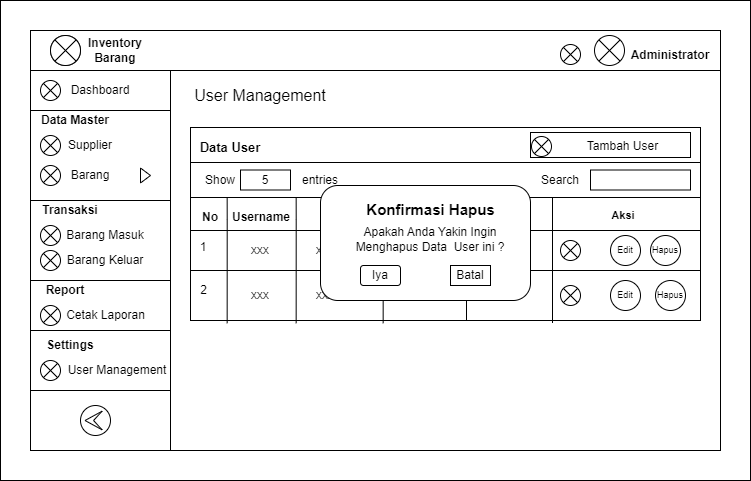 Inventory
Barang
Administrator
Dashboard
Data Master
Supplier
Barang
Transaksi
Barang Masuk
Barang Keluar
Report
Cetak Laporan
Settings
User Management
User Management
Data User
Tambah User
Show 5 entries
Search
No Username Aksi
1 xxx x Edit Hapus
2 xxx xx Edit Hapus
Konfirmasi Hapus
Apakah Anda Yakin Ingin
Menghapus Data User ini ?
Iya Batal